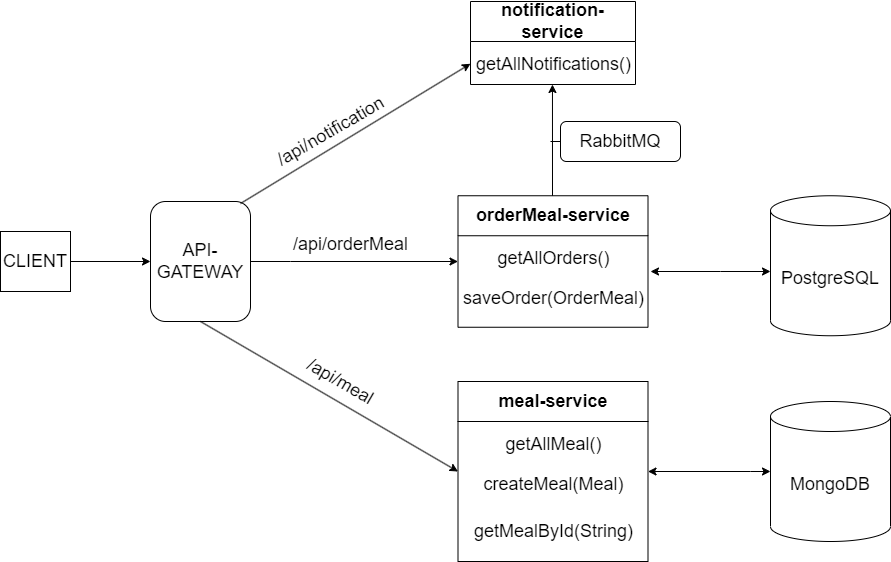 notification-
service
getAllNotifications()
/api/notification
RabbitMQ
orderMeal-service
API-
GATEWAY
/api/orderMeal
CLIENT
getAllOrders()
saveOrder(OrderMeal)
PostgreSQL
/api/meal
meal-service
getAllMeal()
createMeal(Meal)
getMealById(String)
MongoDB